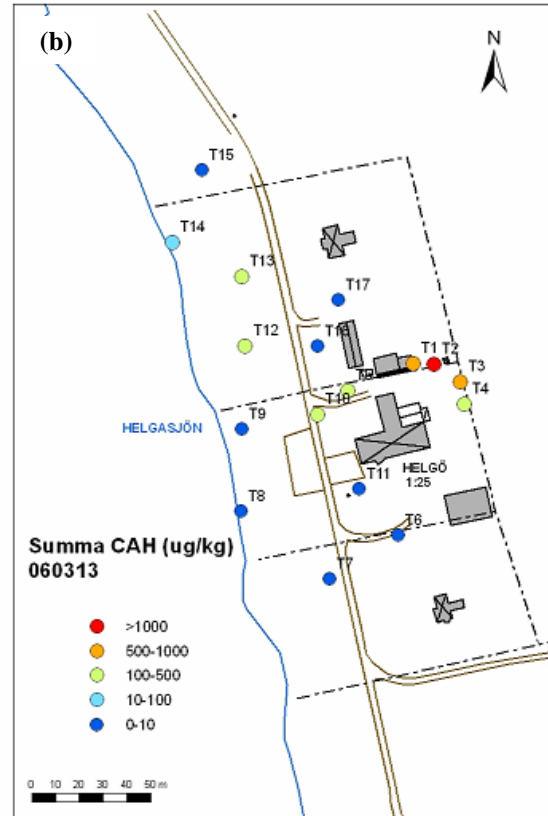 (b)
N
T15
T14
T13
T17
T12
T16
T1
T2
T3
T4
T10
T9
HELGASJÖN
HELGÖ
1:25
T11
T8
T6
T7
Summa CAH (ug/kg)
060313
>1000
500-1000
100-500
10-100
0-10
0 10 20 30 40 50 m